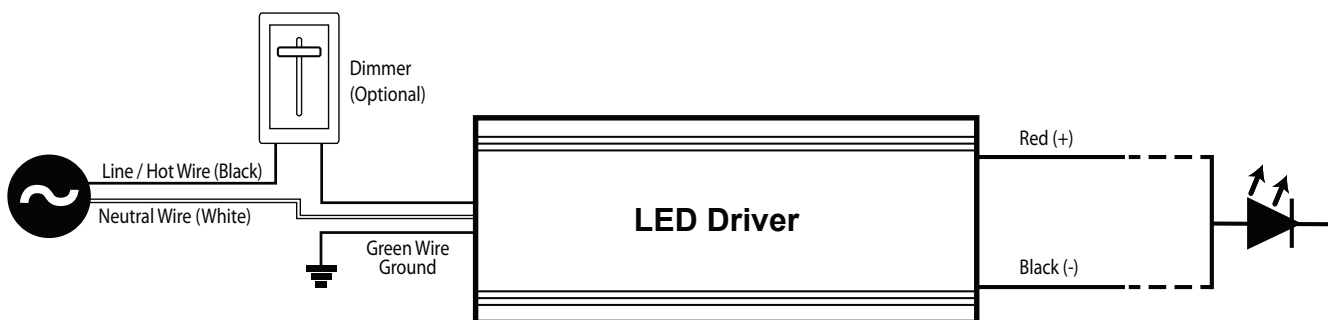 Dimmer
(Optional)
Line / Hot Wire (Black)
Neutral Wire (White)
Green Wire
Ground
LED Driver
Red (+)
Black (-)